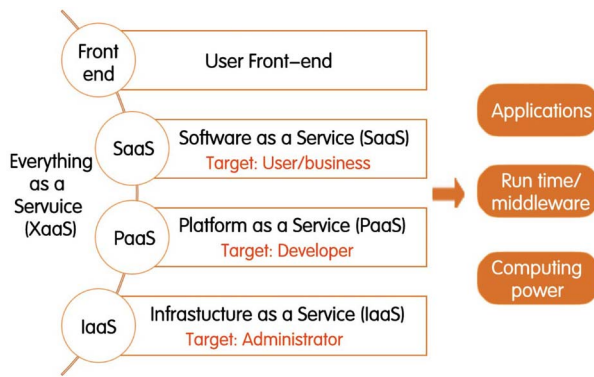 Front
end
User Front-end
SaaS
Software as a Service (SaaS)
Target: User/business
Everything
as a
Servuice
(XaaS)
PaaS
Platform as a Service (PaaS)
Target: Developer
IaaS
Infrastucture as a Service (IaaS)
Target: Administrator
Applications
Run time/
middleware
Computing
power